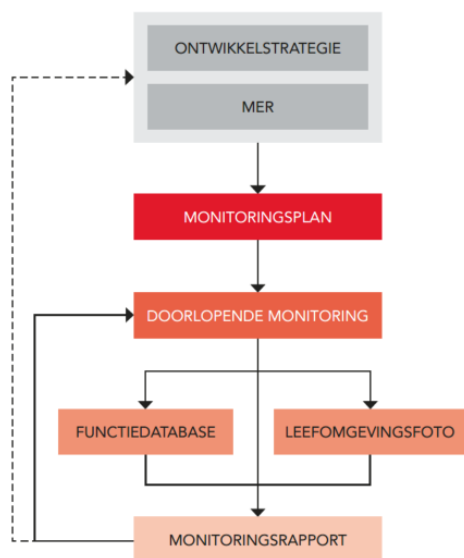 ONTWIKKELSTRATEGIE
MER
MONITORINGSPLAN
DOORLOPENDE MONITORING
FUNCTIEDATABASE
LEEFOMGEVINGSFOTO
MONITORINGSRAPPORT